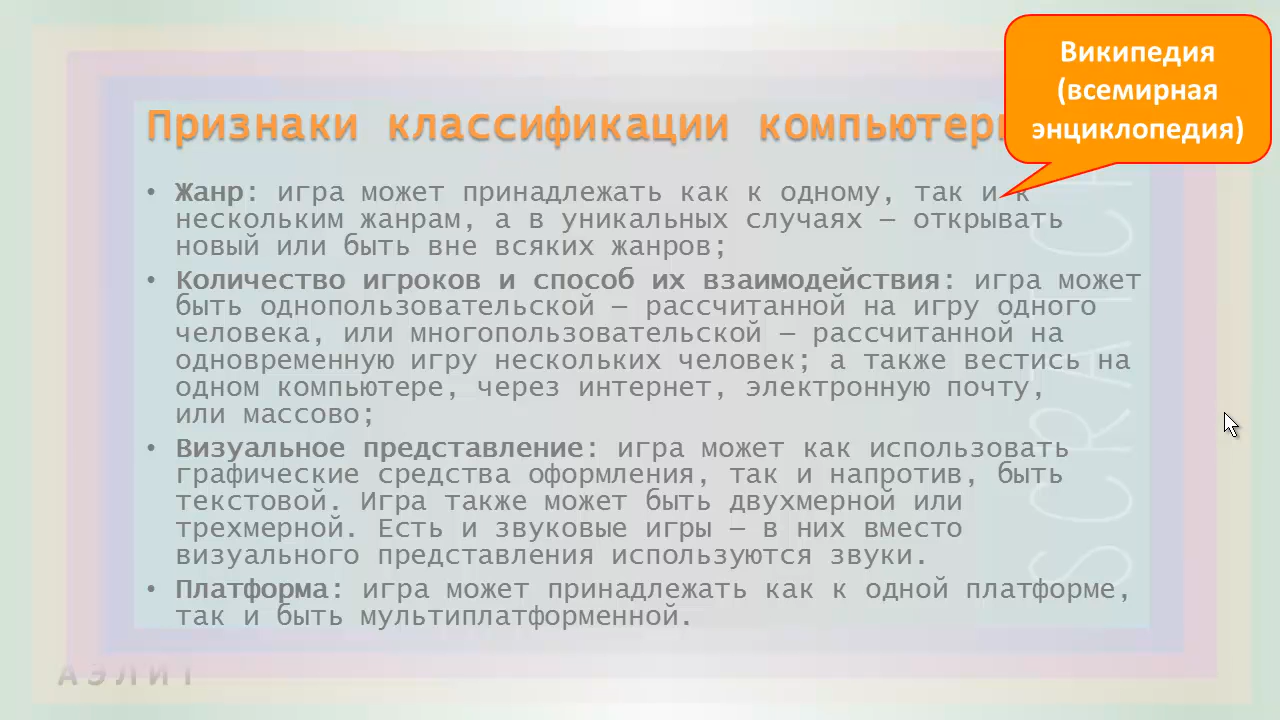 Википедия
(всемирная
энциклопедия)
Признаки классификации
• Жанр: игра может принадлежать как к одному, так и к
нескольким жанрам, а в уникальных случаях – открывать
новый или быть вне всяких жанров;
• Количество игроков и способ их взаимодействия: игра может
быть однопользовательской – рассчитанной на игру одного
человека, или многопользовательской – рассчитанной на
одновременную игру нескольких человек; а также вестись на
одном компьютере, через интернет, электронную почту,
или массово;
• Визуальное представление: игра может как использовать
графические средства оформления, так и напротив, быть
текстовой. Игра также может быть двухмерной или
трехмерной. Есть и звуковые игры – в них вместо
визуального представления используются звуки.
• Платформа: игра может принадлежать как к одной платформе,
так и быть мультиплатформенной.
АЭЛИТ